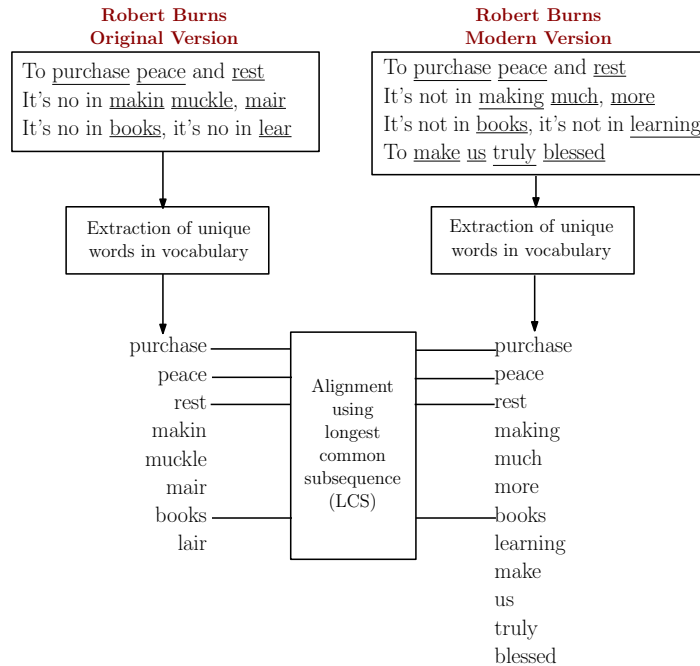 Robert Burns
Original Version
To purchase peace and rest
It's no in makin muckle, mair
It's no in books, it's no in lear
Extraction of unique
words in vocabulary
purchase
peace
rest
makin
muckle
mair
books
lair
Alignment
using
longest
common
subsequence
(LCS)
Robert Burns
Modern Version
To purchase peace and rest
It's not in making much, more
It's not in books, it's not in learning
To make us truly blessed
Extraction of unique
words in vocabulary
purchase
peace
rest
making
much
more
books
learning
make
us
truly
blessed